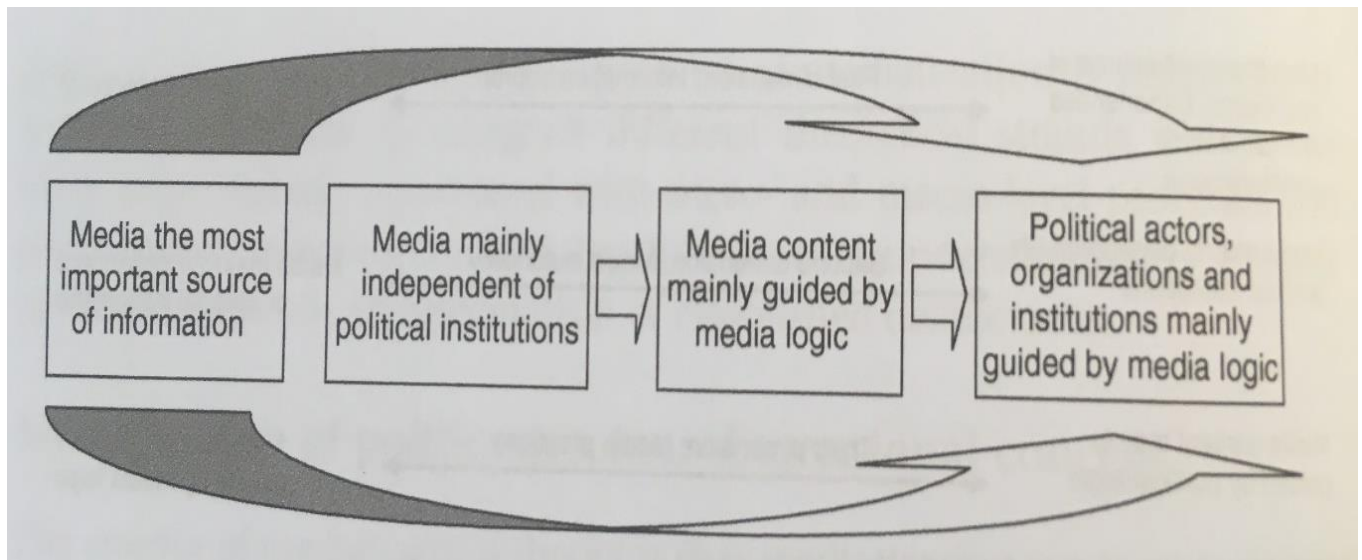 Media the most
important source
of information
Media mainly
independent of
political institutions
Media content
mainly guided by
media logic
Political actors,
organizations and
institutions mainly
guided by media logic